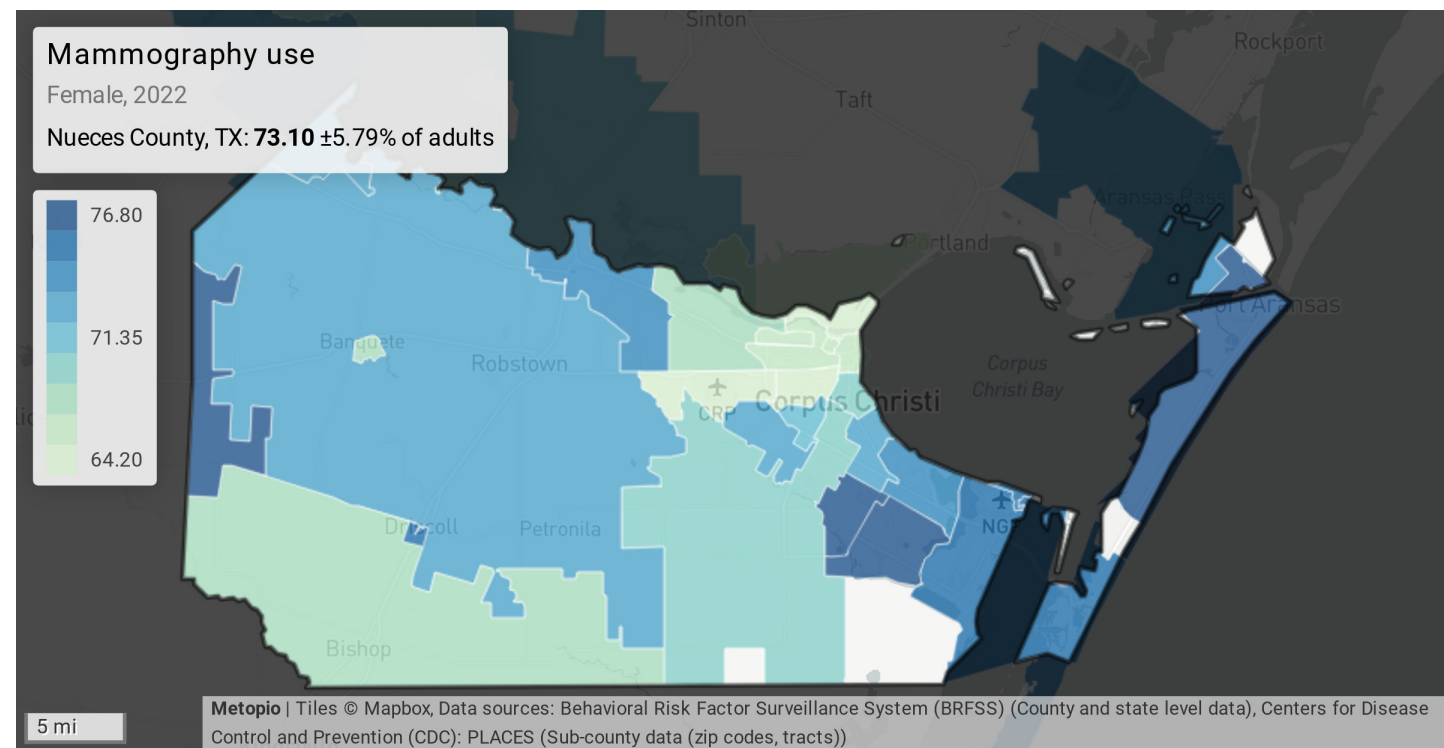 Sinton
Rockport
Mammography use
Female, 2022
Nueces County, TX: 73.10 ±5.79% of adults
Taft
Aransas Pass
76.80
Portland
Port Aransas
71.35
Banquete
Robstown
Corpus
Christi Bay
CRP
Corpus Christi
64.20
Driscoll
Petronila
Bishop
5 mi
Metopio | Tiles © Mapbox, Data sources: Behavioral Risk Factor Surveillance System (BRFSS) (County and state level data), Centers for Disease
Control and Prevention (CDC): PLACES (Sub-county data (zip codes, tracts))